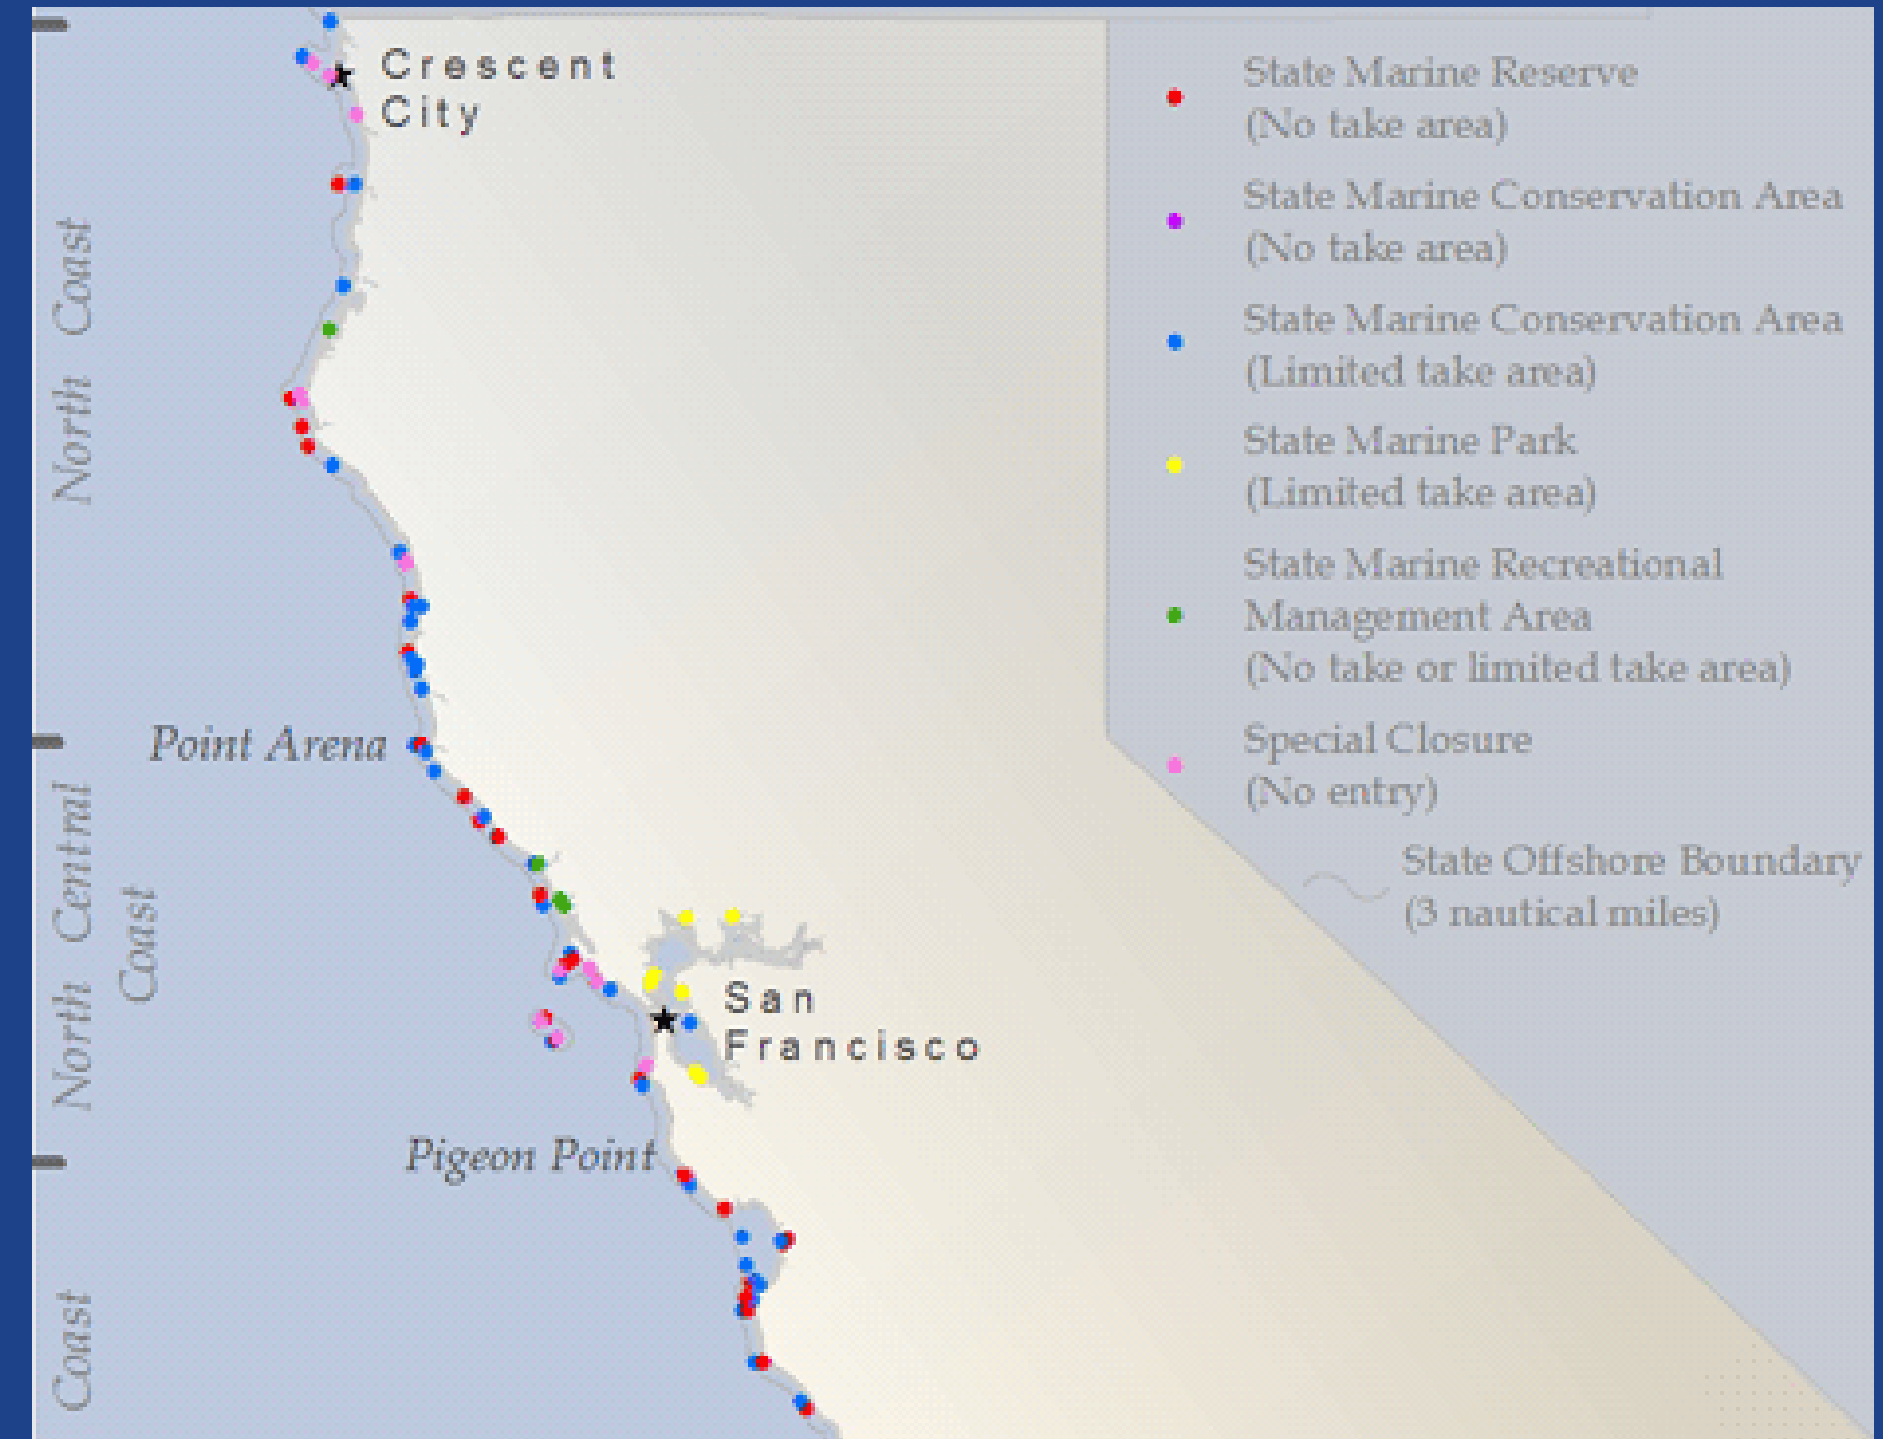 Crescent
City
North Coast
Point Arena
North Central
Coast
San
Francisco
Pigeon Point
Coast
State Marine Reserve
(No take area)
State Marine Conservation Area
(No take area)
State Marine Conservation Area
(Limited take area)
State Marine Park
(Limited take area)
State Marine Recreational
Management Area
(No take or limited take area)
Special Closure
(No entry)
State Offshore Boundary
(3 nautical miles)